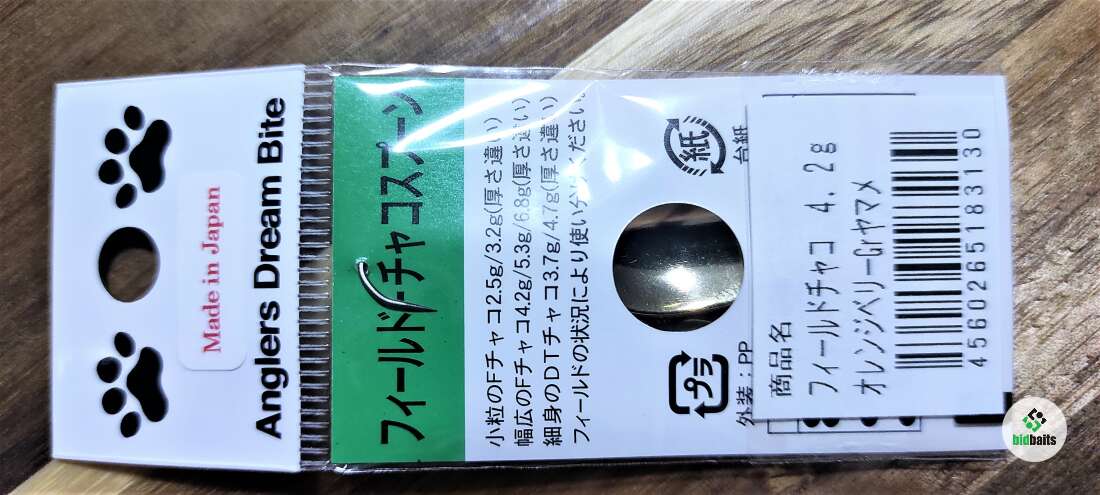 Made in Japan
Anglers Dream Bite
フィールドチャコスプーン
小粒のFチャコ2.5g/3.2g(厚さ違い)
幅広のFチャコ4.2g/5.3g/6.8g(厚さ違い)
細身のDTチャコ3.7g/4.7g(厚さ違い)
フィールドの状況により使い分けください。
プラ
外装:PP
紙
台紙
商品名
フィールドチャコ 4.2g
オレンジベリーGrヤマメ
4560265183130
bidbaits